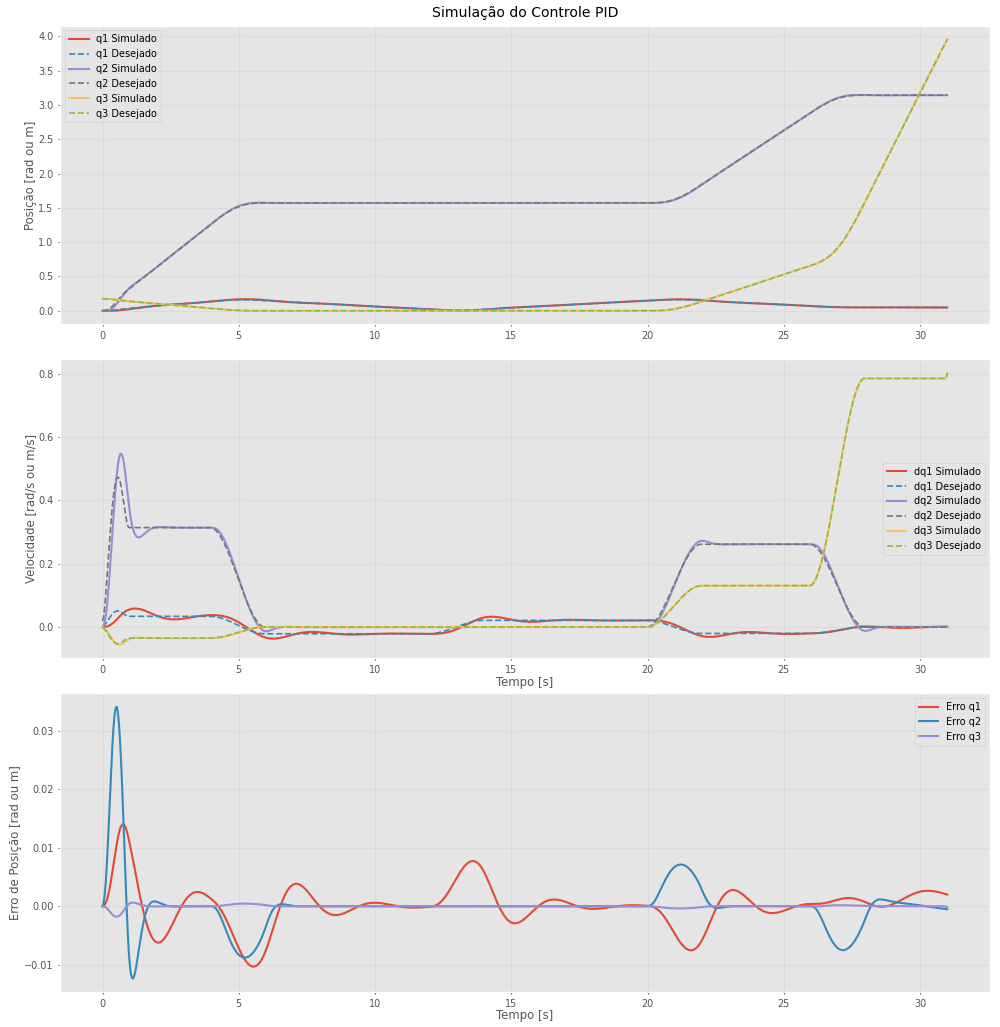 Simulação do Controle PID
Posição [rad ou m]
4.0
3.5
3.0
2.5
2.0
1.5
1.0
0.5
0.0
q1 Simulado
q1 Desejado
q2 Simulado
q2 Desejado
q3 Simulado
q3 Desejado
0 5 10 15 20 25 30
Velocidade [rad/s ou m/s]
0.8
0.6
0.4
0.2
0.0
dq1 Simulado
dq1 Desejado
dq2 Simulado
dq2 Desejado
dq3 Simulado
dq3 Desejado
0 5 10 15 20 25 30
Tempo [s]
Erro de Posição [rad ou m]
0.03
0.02
0.01
0.00
−0.01
Erro q1
Erro q2
Erro q3
0 5 10 15 20 25 30
Tempo [s]